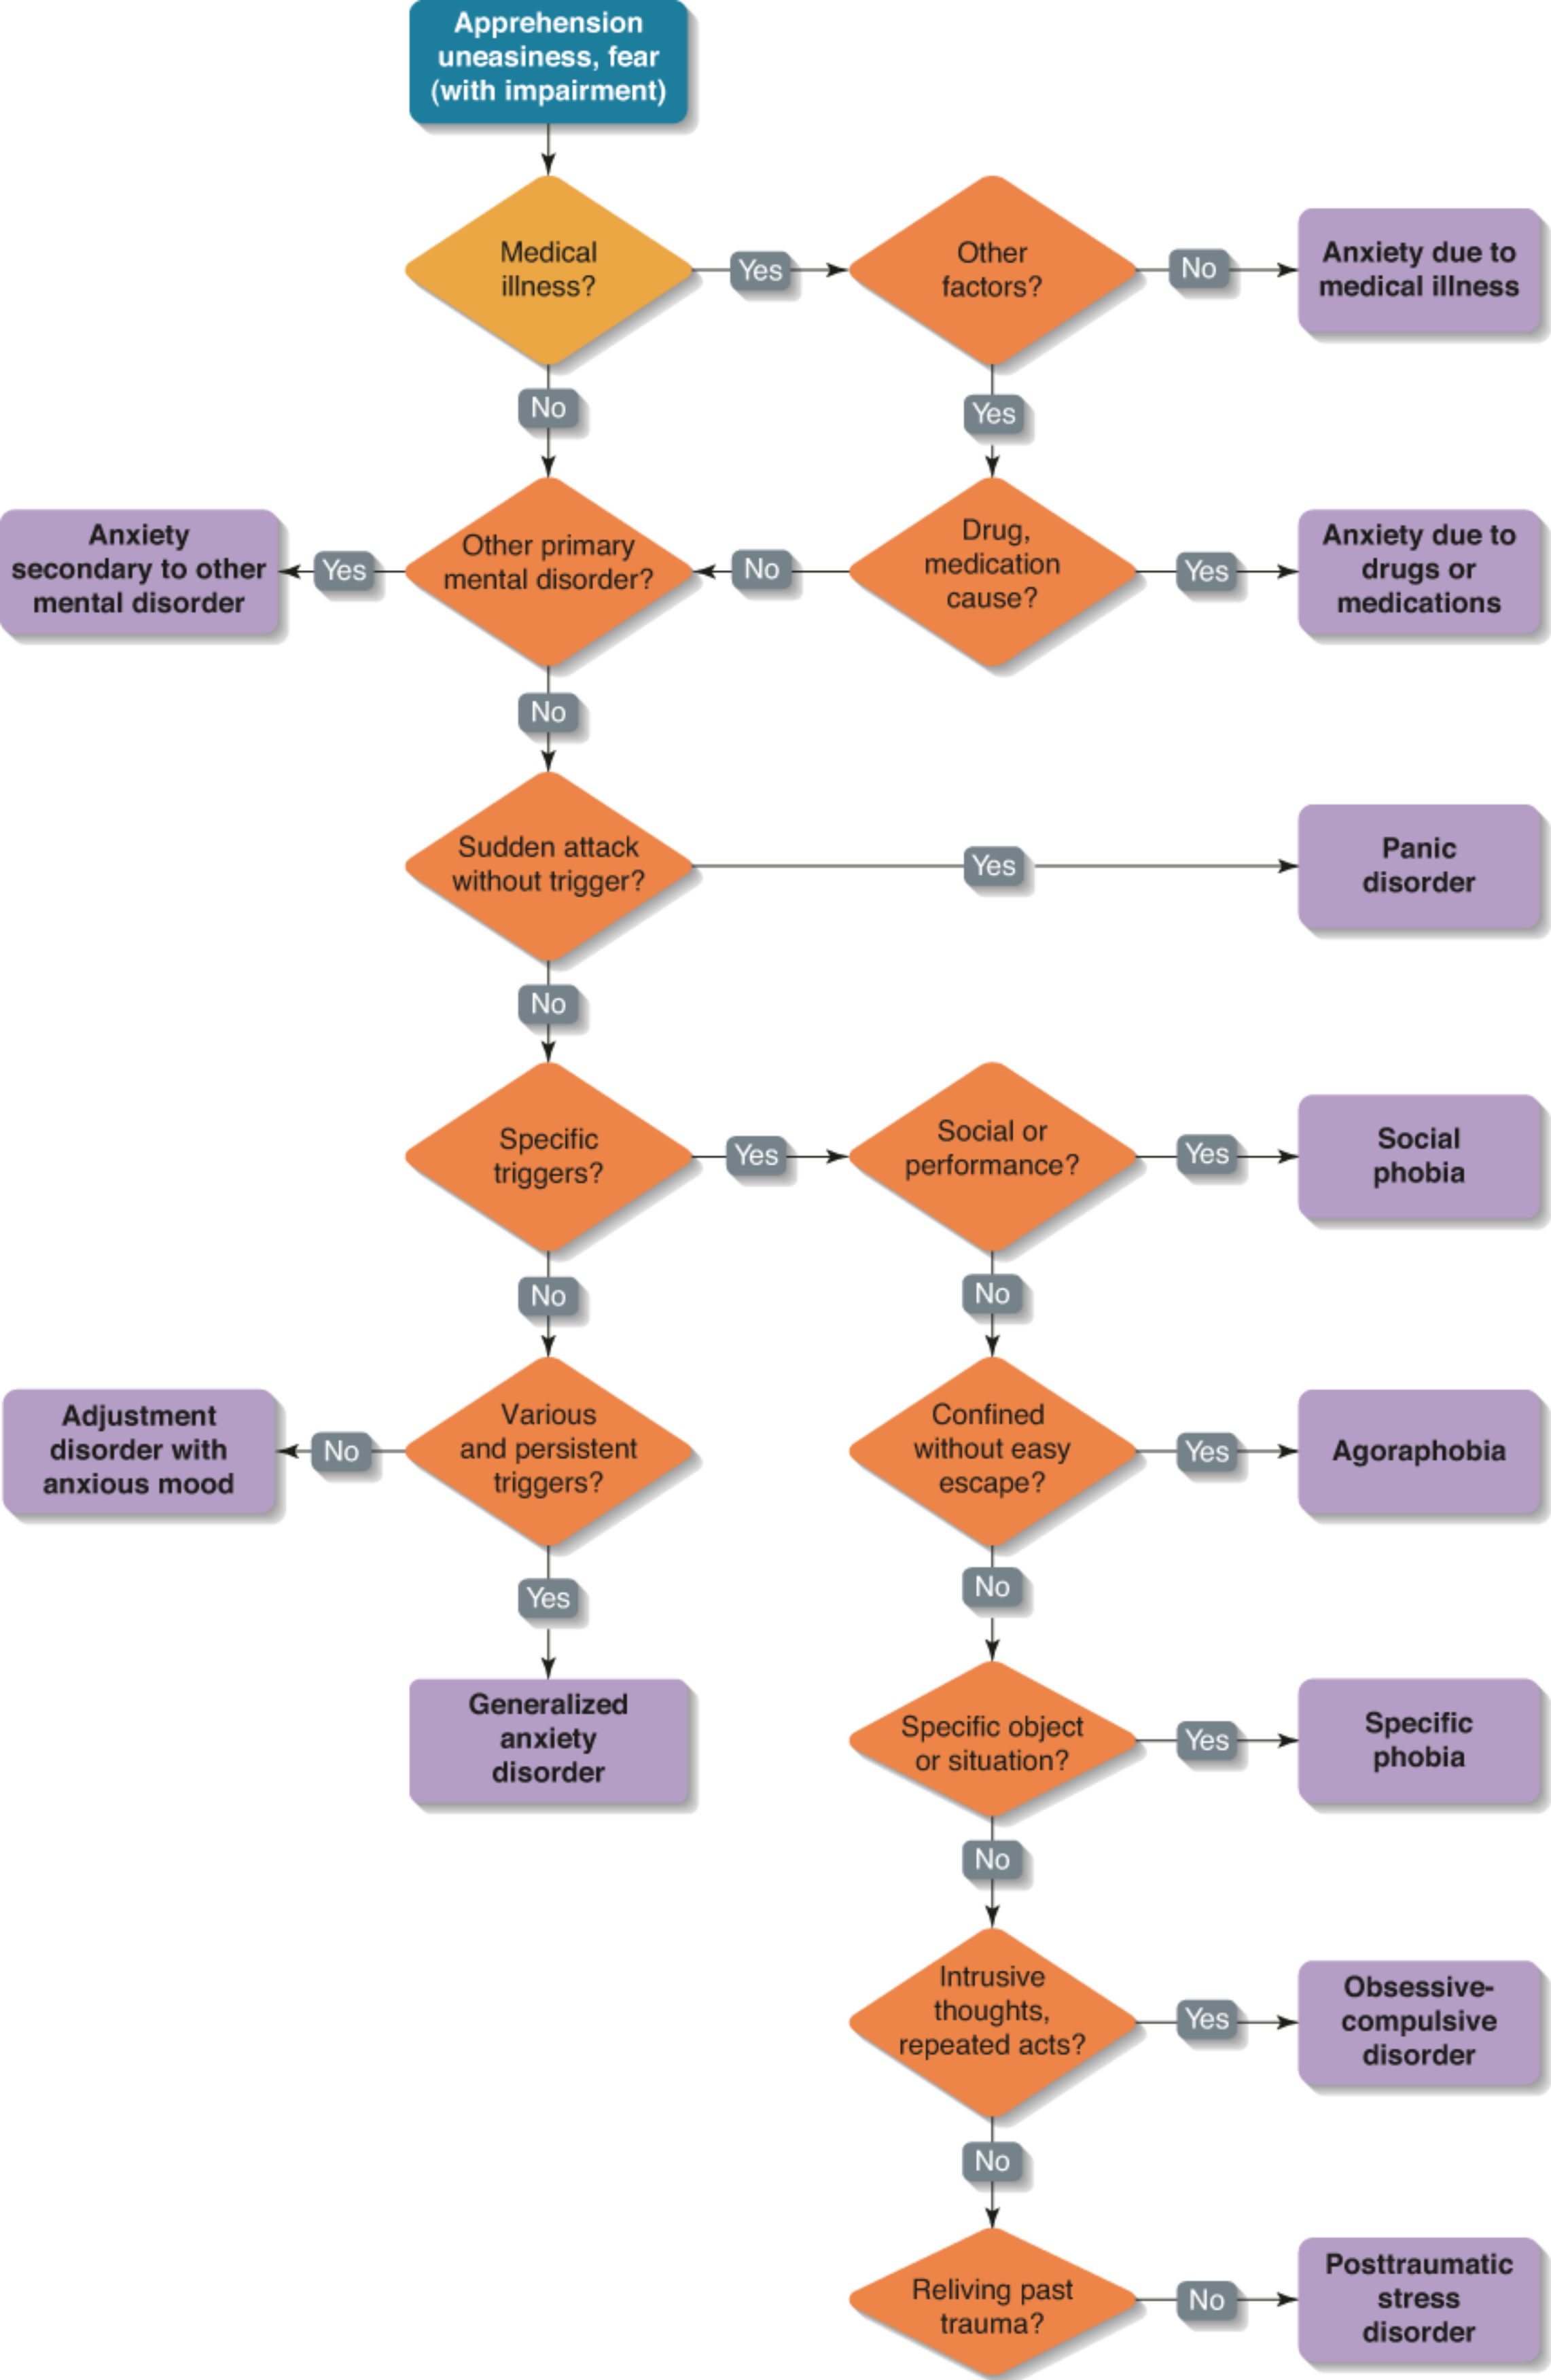 Apprehension
uneasiness, fear
(with impairment)
Medical
illness?
Yes
Other
factors?
No
Anxiety due to
medical illness
No
Yes
Anxiety
secondary to other
mental disorder
Yes
Other primary
mental disorder?
No
Drug,
medication
cause?
Yes
Anxiety due to
drugs or
medications
No
Sudden attack
without trigger?
Yes
Panic
disorder
No
Specific
triggers?
Yes
Social or
performance?
Yes
Social
phobia
No
No
Adjustment
disorder with
anxious mood
No
Various
and persistent
triggers?
Confined
without easy
escape?
Yes
Agoraphobia
Yes
No
Generalized
anxiety
disorder
Specific object
or situation?
Yes
Specific
phobia
No
Intrusive
thoughts,
repeated acts?
Yes
Obsessive-
compulsive
disorder
No
Reliving past
trauma?
No
Posttraumatic
stress
disorder